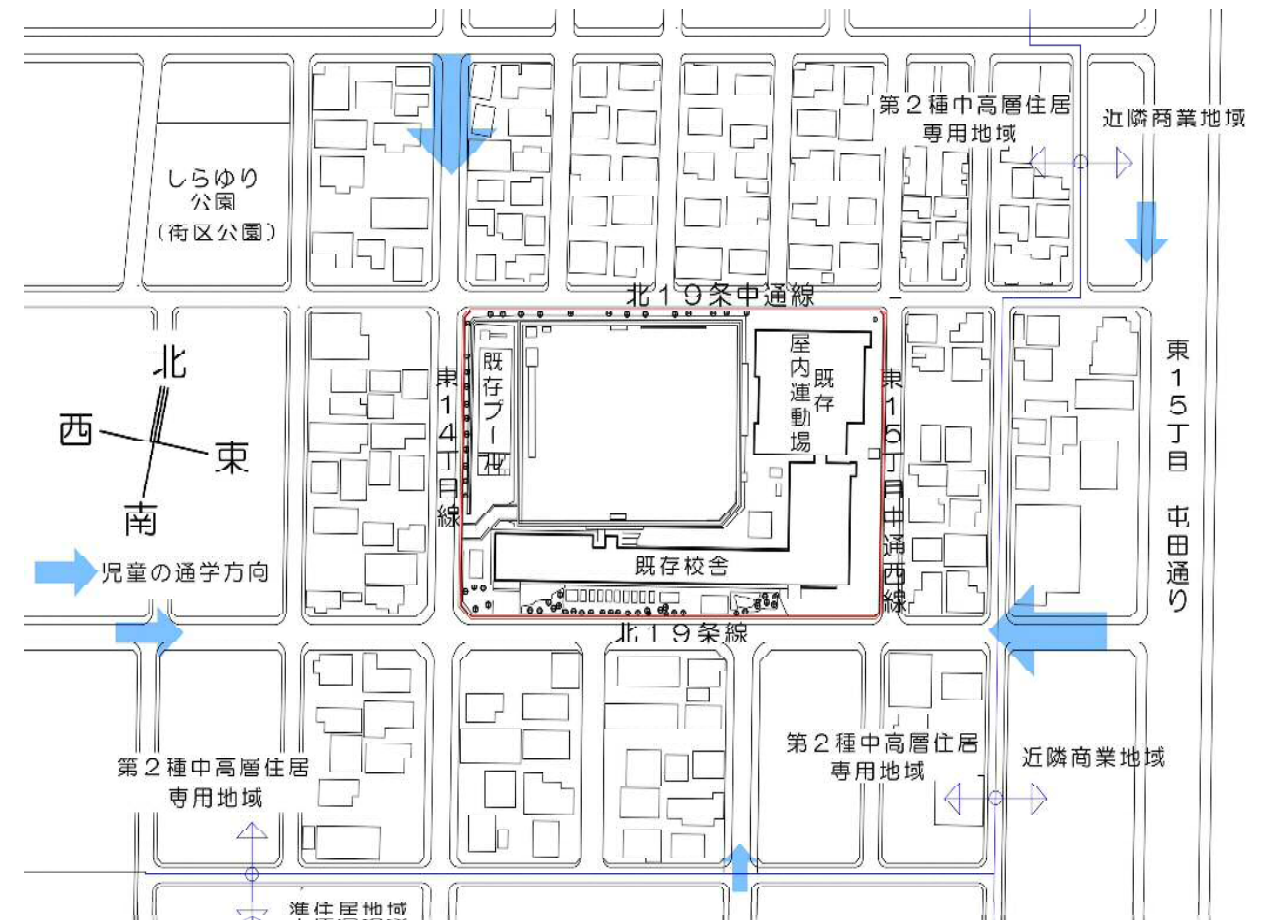 第２種中高層住居
専用地域
近隣商業地域
しらゆり
公園
(街区公園)
北１９条中通線
北
西
東
南
東１４丁目線
既存プール
屋内運動場
既存
東１５丁目中通西線
東１５丁目 屯田通り
既存校舎
児童の通学方向
北１９条線
第２種中高層住居
専用地域
近隣商業地域
第２種中高層住居
専用地域
準住居地域